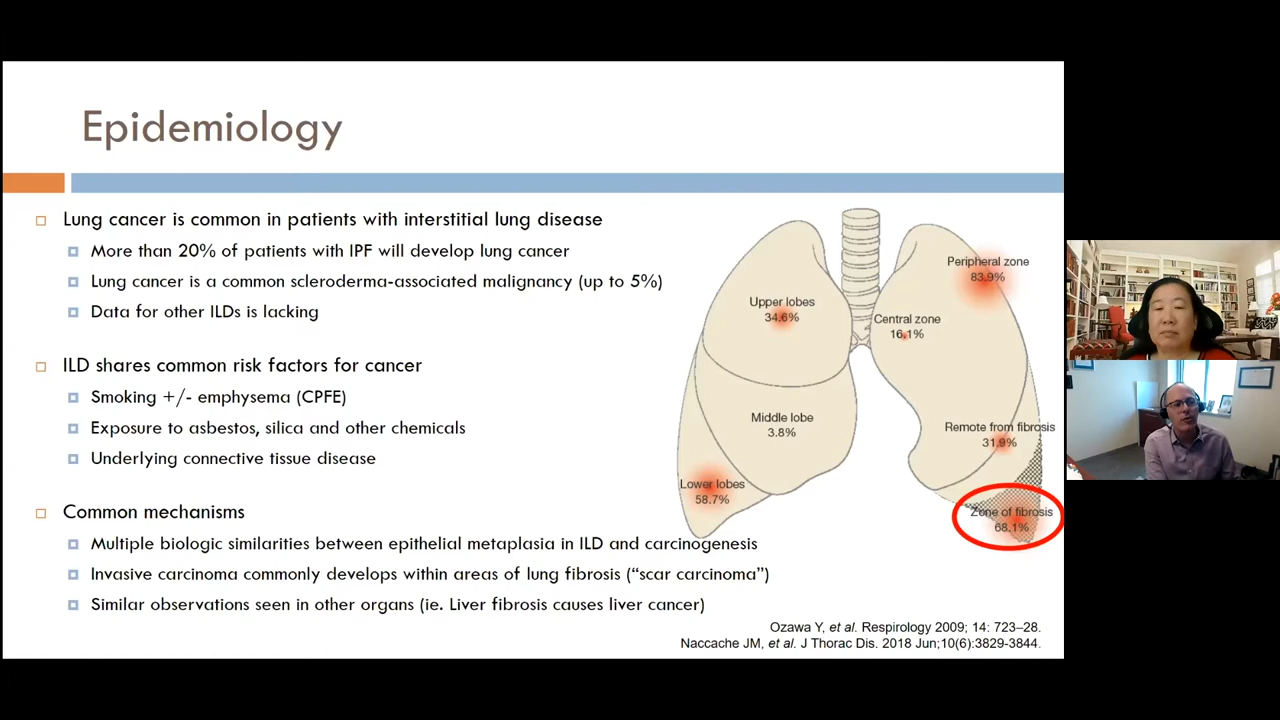 Epidemiology
Lung cancer is common in patients with interstitial lung disease
More than 20% of patients with IPF will develop lung cancer
Lung cancer is a common scleroderma-associated malignancy (up to 5%)
Data for other ILDs is lacking
ILD shares common risk factors for cancer
Smoking +/- emphysema (CPFE)
Exposure to asbestos, silica and other chemicals
Underlying connective tissue disease
Common mechanisms
Multiple biologic similarities between epithelial metaplasia in ILD and carcinogenesis
Invasive carcinoma commonly develops within areas of lung fibrosis (“scar carcinoma”)
Similar observations seen in other organs (ie. Liver fibrosis causes liver cancer)
Upper lobes
34.6%
Middle lobe
3.8%
Lower lobes
58.7%
Peripheral zone
83.9%
Central zone
16.1%
Remote from fibrosis
31.9%
Zone of fibrosis
68.1%
Ozawa Y, et al. Respirology 2009; 14: 723–28.
Naccache JM, et al. J Thorac Dis. 2018 Jun;10(6):3829-3844.